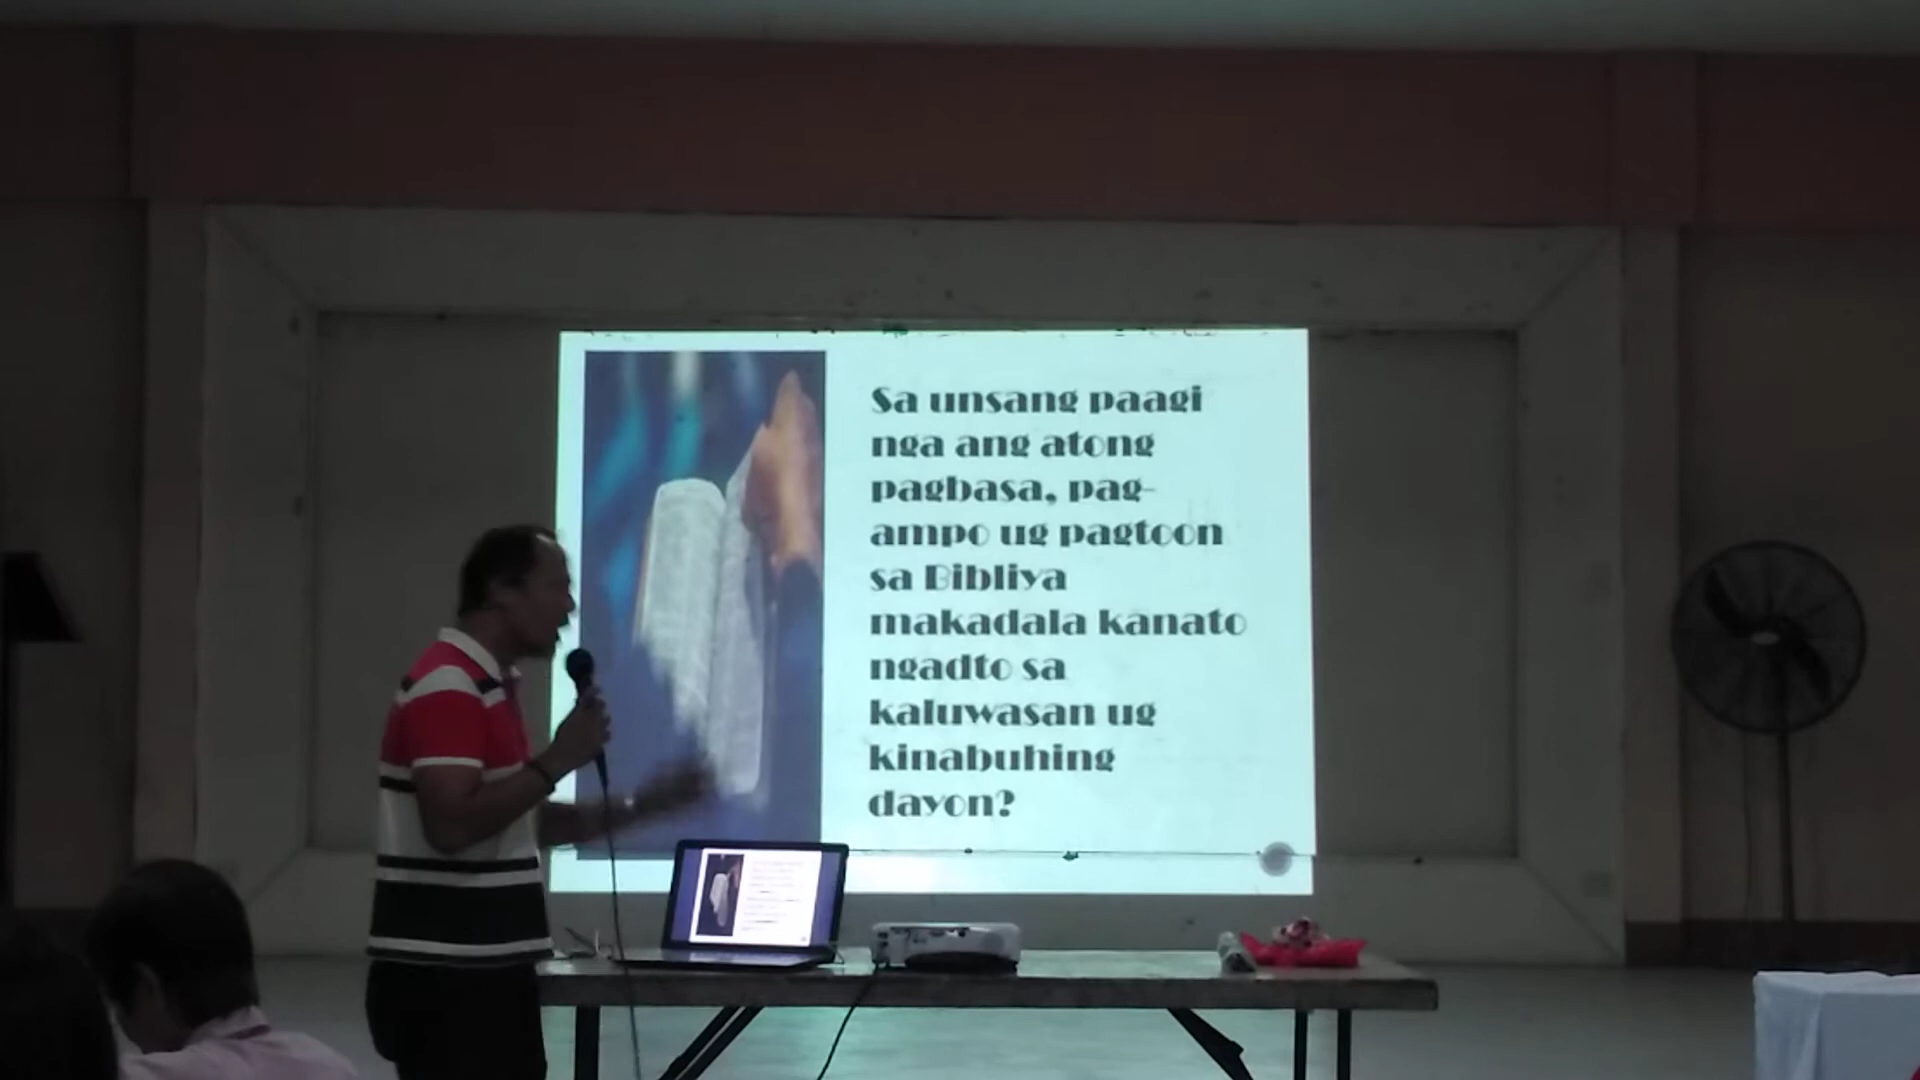 Sa unsang paagi
nga ang atong
pagbasa, pag-
ampo ug pagtoon
sa Bibliya
makadala kanato
ngadto sa
kaluwasan ug
kinabuhing
dayon?